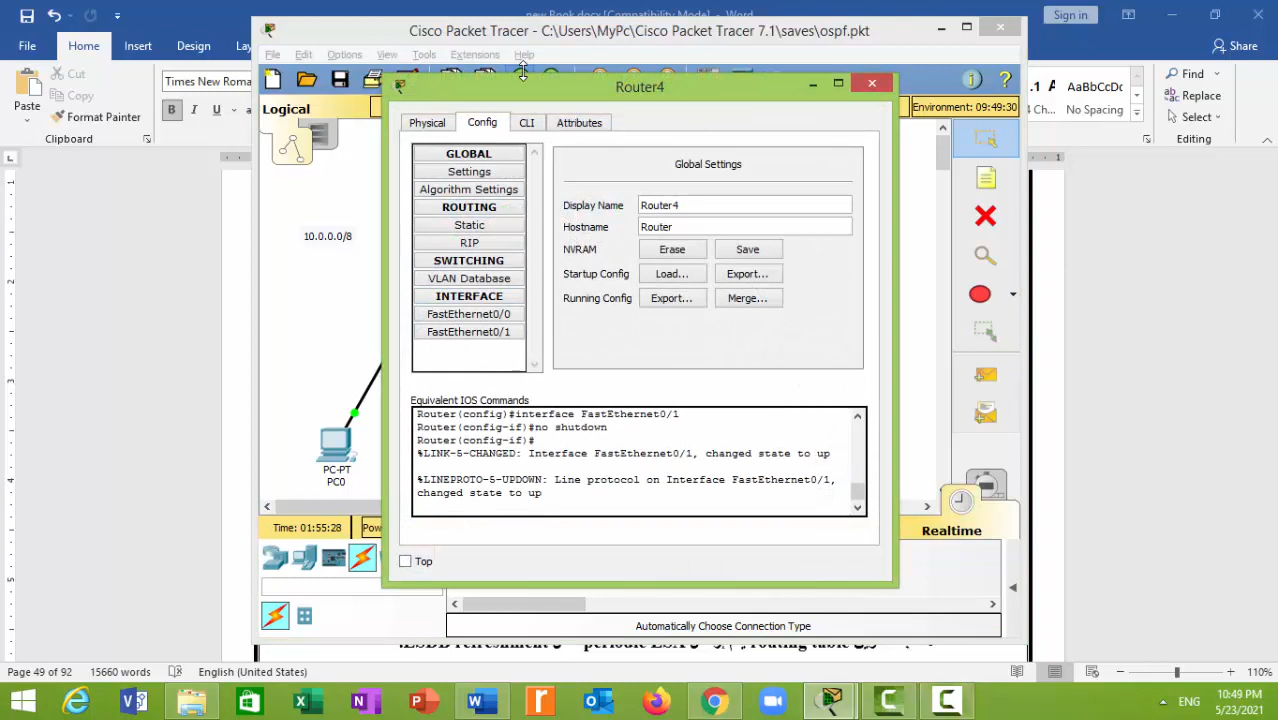 new Book.docx [Compatibility Mode] - Word
Sign in
Cisco Packet Tracer - C:\Users\MyPc\Cisco Packet Tracer 7.1\saves\ospf.pkt
File
Home
Insert
Design
Share
File
Edit
Options
View
Tools
Extensions
Help
Paste
Cut
Copy
Format Painter
Clipboard
Times New Roma
B
I
U
AaBbCcDc
No Spacing
Find
Replace
Select
Editing
Logical
Environment: 09:49:30
Router4
Physical
Config
CLI
Attributes
GLOBAL
Settings
Algorithm Settings
ROUTING
Static
RIP
SWITCHING
VLAN Database
INTERFACE
FastEthernet0/0
FastEthernet0/1
Global Settings
Display Name
Router4
Hostname
Router
NVRAM
Erase
Save
Startup Config
Load...
Export...
Running Config
Export...
Merge...
Equivalent IOS Commands
Router(config)#interface FastEthernet0/1
Router(config-if)#no shutdown
Router(config-if)#
%LINK-5-CHANGED: Interface FastEthernet0/1, changed state to up
%LINEPROTO-5-UPDOWN: Line protocol on Interface FastEthernet0/1,
changed state to up
Top
10.0.0.0/8
PC-PT
PC0
Time: 01:55:28
Realtime
Automatically Choose Connection Type
Page 49 of 92
15660 words
English (United States)
110%
ENG
10:49 PM
5/23/2021